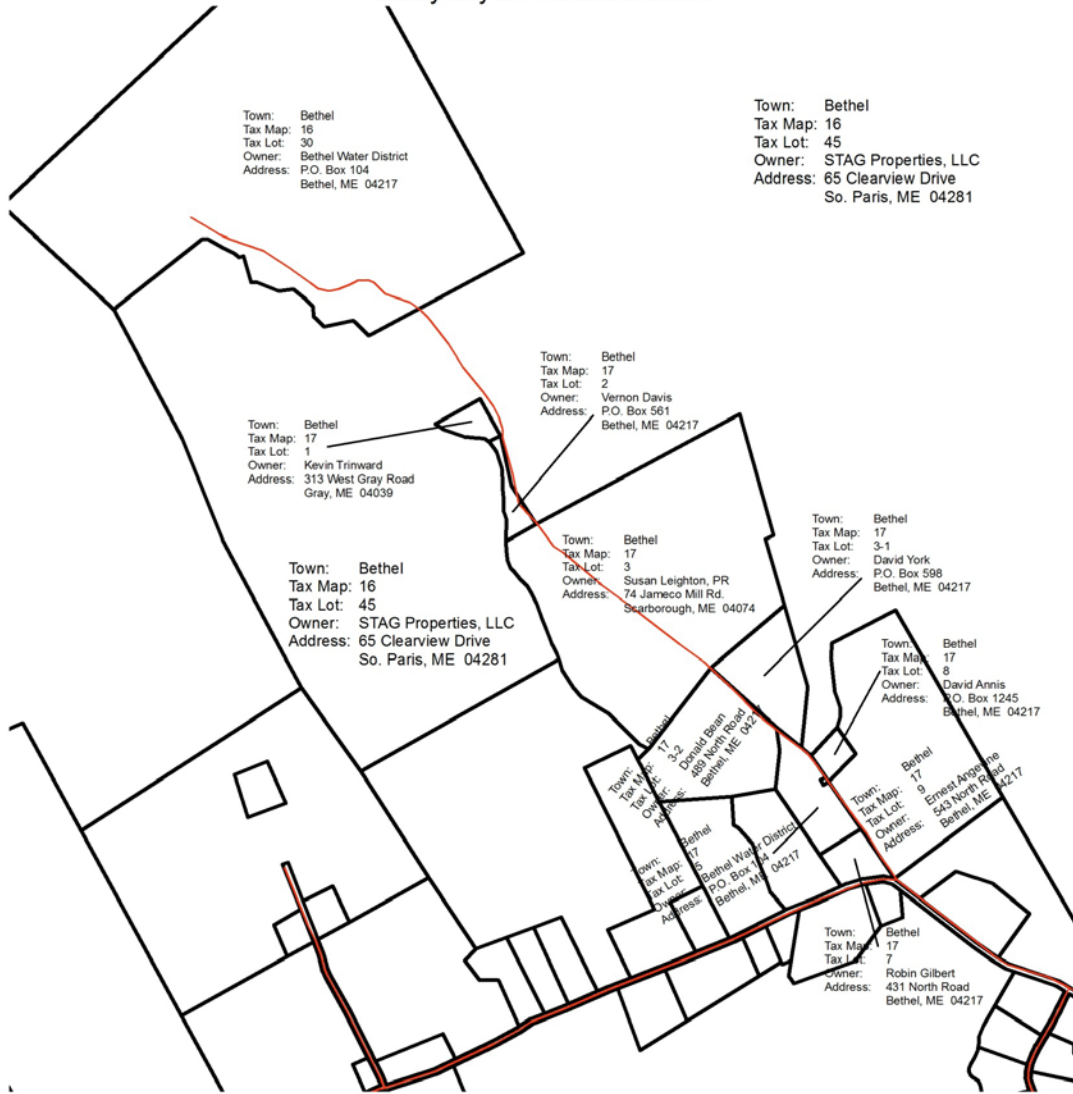 Town: Bethel
Tax Map: 16
Tax Lot: 30
Owner: Bethel Water District
Address: P.O. Box 104
Bethel, ME 04217
Town: Bethel
Tax Map: 16
Tax Lot: 45
Owner: STAG Properties, LLC
Address: 65 Clearview Drive
So. Paris, ME 04281
Town: Bethel
Tax Map: 17
Tax Lot: 2
Owner: Vernon Davis
Address: P.O. Box 561
Bethel, ME 04217
Town: Bethel
Tax Map: 17
Tax Lot: 1
Owner: Kevin Trinward
Address: 313 West Gray Road
Gray, ME 04039
Town: Bethel
Tax Map: 17
Tax Lot: 3
Owner: Susan Leighton, PR
Address: 74 Jameco Mill Rd.
Scarborough, ME 04074
Town: Bethel
Tax Map: 17
Tax Lot: 3-1
Owner: David York
Address: P.O. Box 598
Bethel, ME 04217
Town: Bethel
Tax Map: 16
Tax Lot: 45
Owner: STAG Properties, LLC
Address: 65 Clearview Drive
So. Paris, ME 04281
Town: Bethel
Tax Map: 17
Tax Lot: 8
Owner: David Annis
Address: P.O. Box 1245
Bethel, ME 04217
Town: Bethel
Tax Map: 17
Tax Lot: 3-2
Owner: Donald Bean
Address: 489 North Road
Bethel, ME 04217
Town: Bethel
Tax Map: 17
Tax Lot: 9
Owner: Ernest Angevine
Address: 543 North Road
Bethel, ME 04217
Town: Bethel
Tax Map: 17
Tax Lot: 5
Owner: Bethel Water District
Address: P.O. Box 104
Bethel, ME 04217
Town: Bethel
Tax Map: 17
Tax Lot: 7
Owner: Robin Gilbert
Address: 431 North Road
Bethel, ME 04217